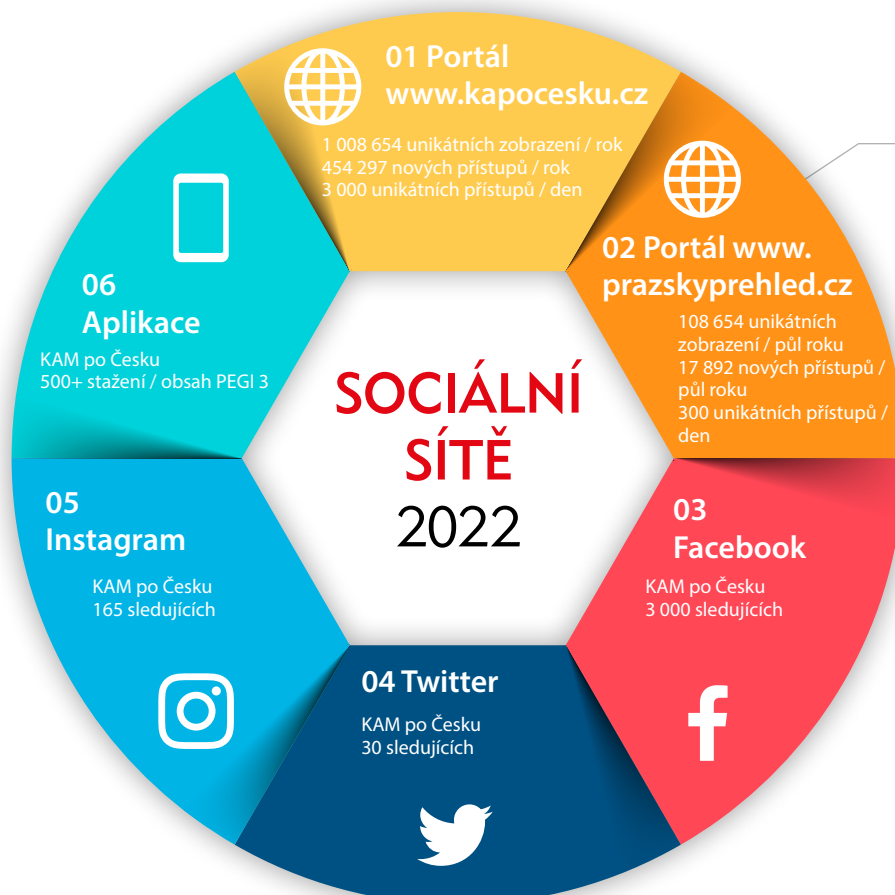 01 Portál
www.kapocesku.cz
1 008 654 unikátních zobrazení / rok
454 297 nových přístupů / rok
3 000 unikátních přístupů / den
02 Portál www.
prazskyprehled.cz
108 654 unikátních
zobrazení / půl roku
17 892 nových přístupů /
půl roku
300 unikátních přístupů /
den
03
Facebook
KAM po Česku
3 000 sledujících
04 Twitter
KAM po Česku
30 sledujících
05
Instagram
KAM po Česku
165 sledujících
06
Aplikace
KAM po Česku
500+ stažení / obsah PEGI 3
SOCIÁLNÍ
SÍTĚ
2022